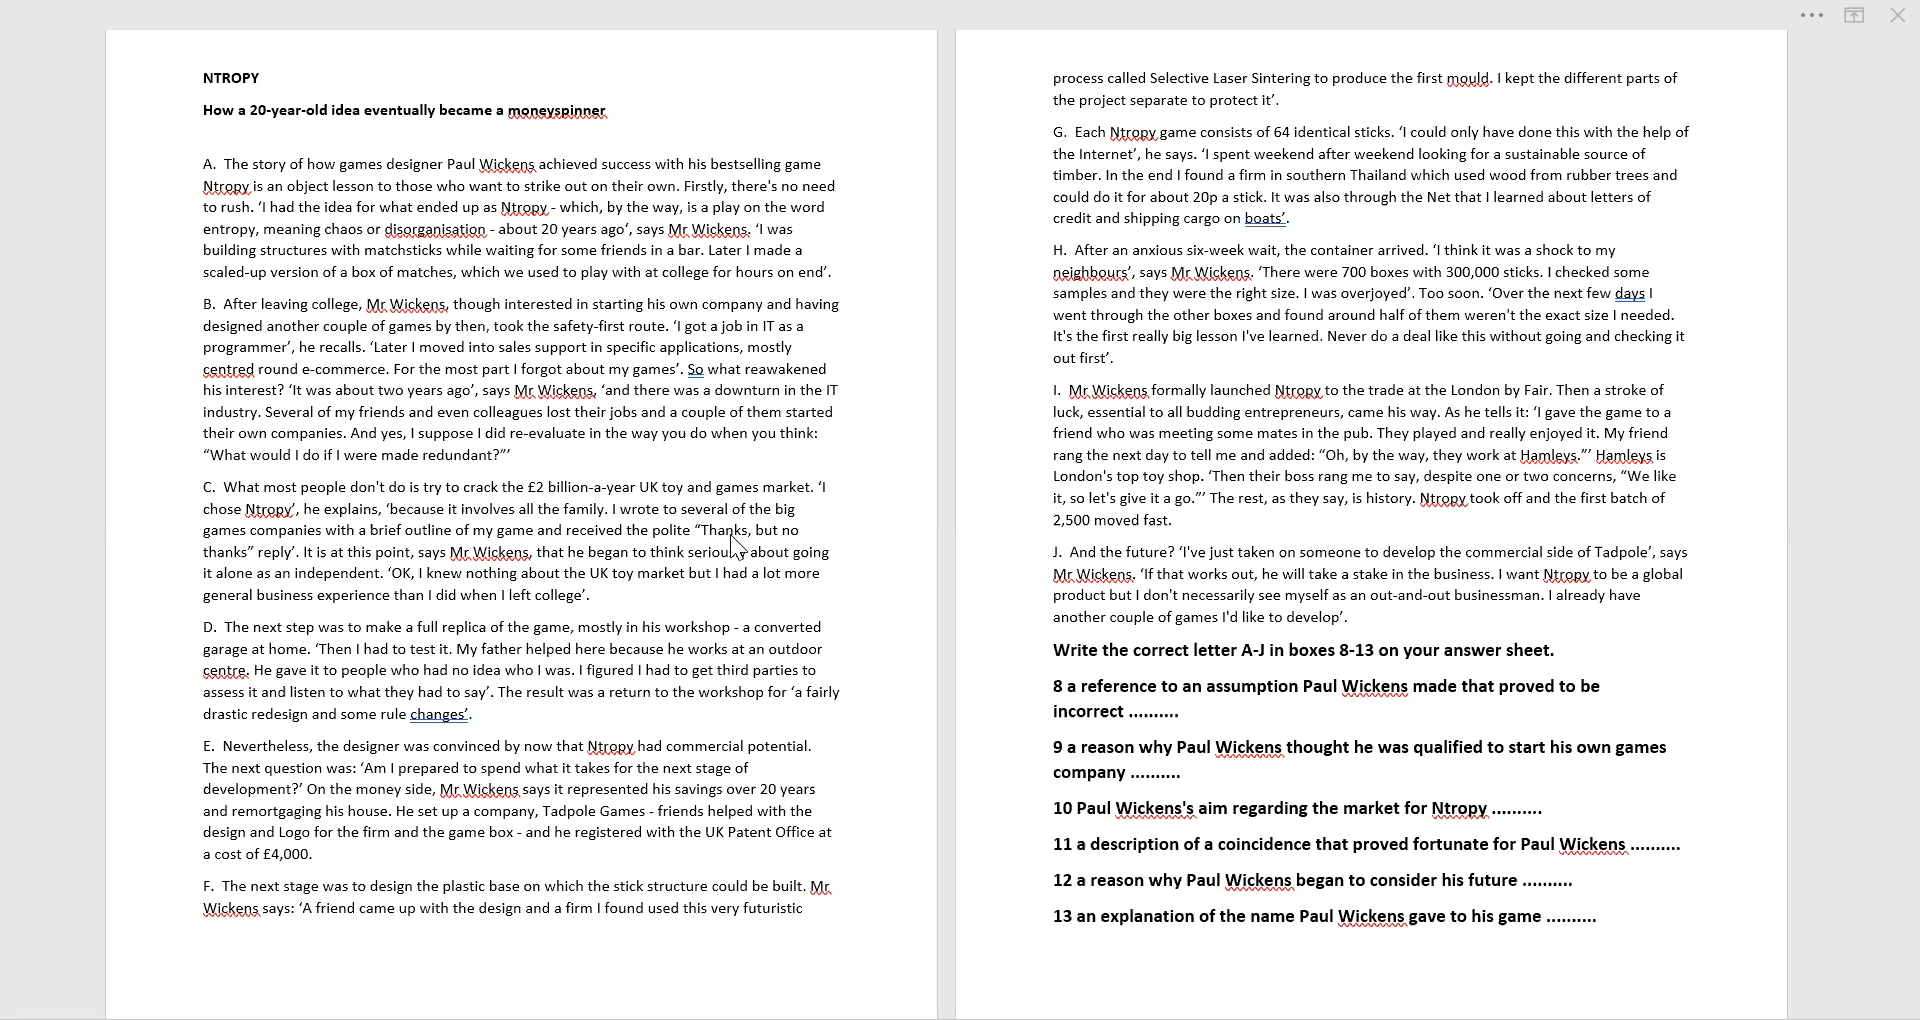 NTROPY
How a 20-year-old idea eventually became a moneyspinner
A. The story of how games designer Paul Wickens achieved success with his bestselling game
Ntropy is an object lesson to those who want to strike out on their own. Firstly, there's no need
to rush. ‘I had the idea for what ended up as Ntropy - which, by the way, is a play on the word
entropy, meaning chaos or disorganisation - about 20 years ago‘, says Mr Wickens. ‘I was
building structures with matchsticks while waiting for some friends in a bar. Later I made a
scaled-up version of a box of matches, which we used to play with at college for hours on end’.
B. After leaving college, Mr Wickens, though interested in starting his own company and having
designed another couple of games by then, took the safety-first route. ‘I got a job in IT as a
programmer’, he recalls. ‘Later I moved into sales support in specific applications, mostly
centred round e-commerce. For the most part I forgot about my games’. So what reawakened
his interest? ‘It was about two years ago’, says Mr Wickens, ‘and there was a downturn in the IT
industry. Several of my friends and even colleagues lost their jobs and a couple of them started
their own companies. And yes, I suppose I did re-evaluate in the way you do when you think:
“What would I do if I were made redundant?”’
C. What most people don't do is try to crack the £2 billion-a-year UK toy and games market. ‘I
chose Ntropy’, he explains, ‘because it involves all the family. I wrote to several of the big
games companies with a brief outline of my game and received the polite “Thanks, but no
thanks” reply’. It is at this point, says Mr Wickens, that he began to think seriously about going
it alone as an independent. ‘OK, I knew nothing about the UK toy market but I had a lot more
general business experience than I did when I left college’.
D. The next step was to make a full replica of the game, mostly in his workshop - a converted
garage at home. ‘Then I had to test it. My father helped here because he works at an outdoor
centre. He gave it to people who had no idea who I was. I figured I had to get third parties to
assess it and listen to what they had to say’. The result was a return to the workshop for ‘a fairly
drastic redesign and some rule changes’.
E. Nevertheless, the designer was convinced by now that Ntropy had commercial potential.
The next question was: ‘Am I prepared to spend what it takes for the next stage of
development?’ On the money side, Mr Wickens says it represented his savings over 20 years
and remortgaging his house. He set up a company, Tadpole Games - friends helped with the
design and Logo for the firm and the game box - and he registered with the UK Patent Office at
a cost of £4,000.
F. The next stage was to design the plastic base on which the stick structure could be built. Mr
Wickens says: ‘A friend came up with the design and a firm I found used this very futuristic
process called Selective Laser Sintering to produce the first mould. I kept the different parts of
the project separate to protect it’.
G. Each Ntropy game consists of 64 identical sticks. ‘I could only have done this with the help of
the Internet’, he says. ‘I spent weekend after weekend looking for a sustainable source of
timber. In the end I found a firm in southern Thailand which used wood from rubber trees and
could do it for about 20p a stick. It was also through the Net that I learned about letters of
credit and shipping cargo on boats’.
H. After an anxious six-week wait, the container arrived. ‘I think it was a shock to my
neighbours’, says Mr Wickens. ‘There were 700 boxes with 300,000 sticks. I checked some
samples and they were the right size. I was overjoyed’. Too soon. ‘Over the next few days I
went through the other boxes and found around half of them weren't the exact size I needed.
It's the first really big lesson I've learned. Never do a deal like this without going and checking it
out first’.
I. Mr Wickens formally launched Ntropy to the trade at the London by Fair. Then a stroke of
luck, essential to all budding entrepreneurs, came his way. As he tells it: ‘I gave the game to a
friend who was meeting some mates in the pub. They played and really enjoyed it. My friend
rang the next day to tell me and added: “Oh, by the way, they work at Hamleys.”’ Hamleys is
London's top toy shop. ‘Then their boss rang me to say, despite one or two concerns, “We like
it, so let's give it a go.”’ The rest, as they say, is history. Ntropy took off and the first batch of
2,500 moved fast.
J. And the future? ‘I've just taken on someone to develop the commercial side of Tadpole’, says
Mr Wickens. ‘If that works out, he will take a stake in the business. I want Ntropy to be a global
product but I don't necessarily see myself as an out-and-out businessman. I already have
another couple of games I'd like to develop’.
Write the correct letter A-J in boxes 8-13 on your answer sheet.
8 a reference to an assumption Paul Wickens made that proved to be
incorrect ..........
9 a reason why Paul Wickens thought he was qualified to start his own games
company ..........
10 Paul Wickens's aim regarding the market for Ntropy ..........
11 a description of a coincidence that proved fortunate for Paul Wickens ..........
12 a reason why Paul Wickens began to consider his future ..........
13 an explanation of the name Paul Wickens gave to his game ..........